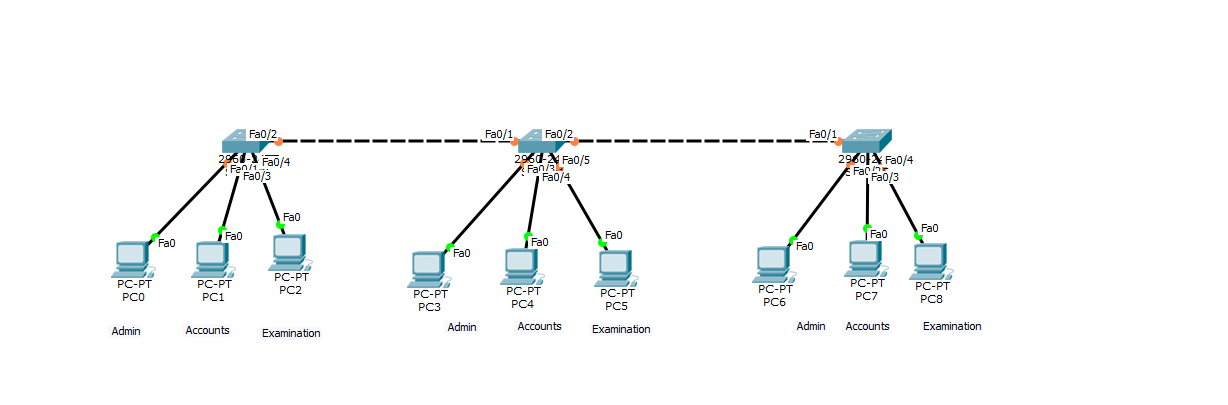 Fa0/2
Fa0/1
Fa0/2
Fa0/1
Fa0/4
Fa0/3
Fa0/5
Fa0/3
Fa0/4
Fa0/4
Fa0/3
Fa0
Fa0
Fa0
Fa0
Fa0
Fa0
Fa0
Fa0
Fa0
PC-PT
PC0
PC-PT
PC1
PC-PT
PC2
PC-PT
PC3
PC-PT
PC4
PC-PT
PC5
PC-PT
PC6
PC-PT
PC7
PC-PT
PC8
Admin
Accounts
Examination
Admin
Accounts
Examination
Admin
Accounts
Examination